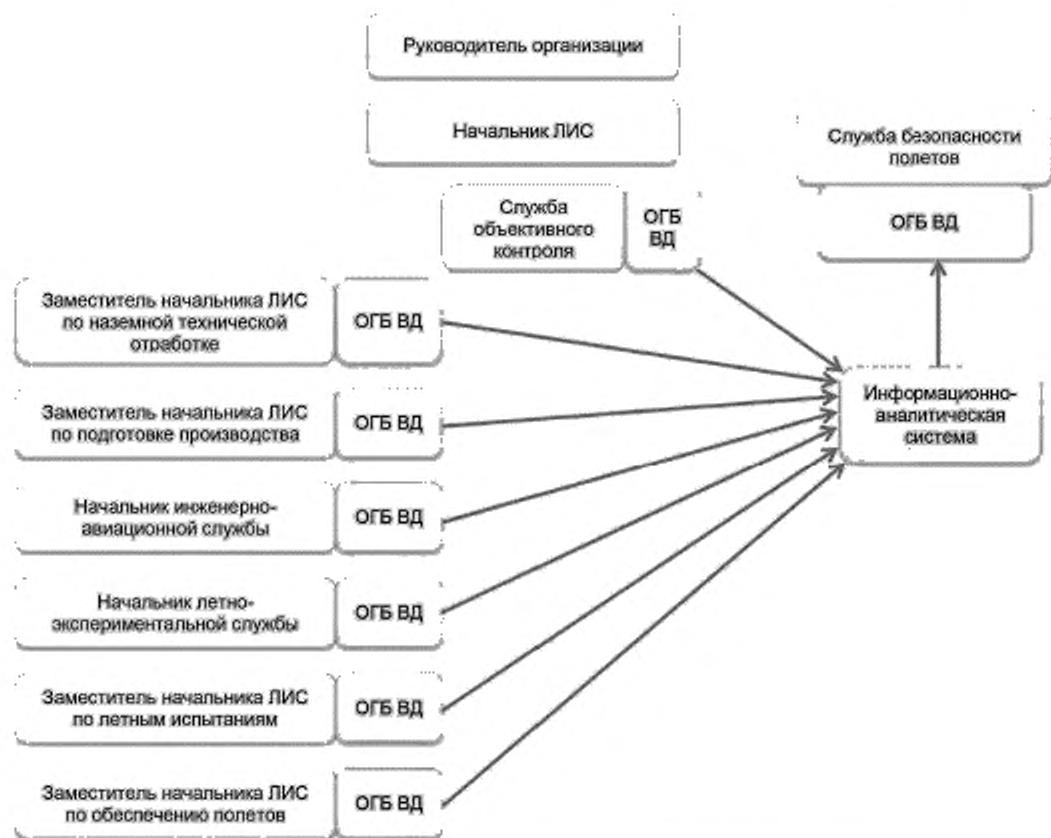 Руководитель организации
Начальник ЛИС
Служба безопасности
полетов
ОГБ ВД
Служба
объективного
контроля
ОГБ
ВД
Заместитель начальника ЛИС
по наземной технической
отработке
ОГБ ВД
Информационно-
аналитическая
система
Заместитель начальника ЛИС
по подготовке производства
ОГБ ВД
Начальник инженерно-
авиационной службы
ОГБ ВД
Начальник летно-
экспериментальной службы
ОГБ ВД
Заместитель начальника ЛИС
по летным испытаниям
ОГБ ВД
Заместитель начальника ЛИС
по обеспечению полетов
ОГБ ВД